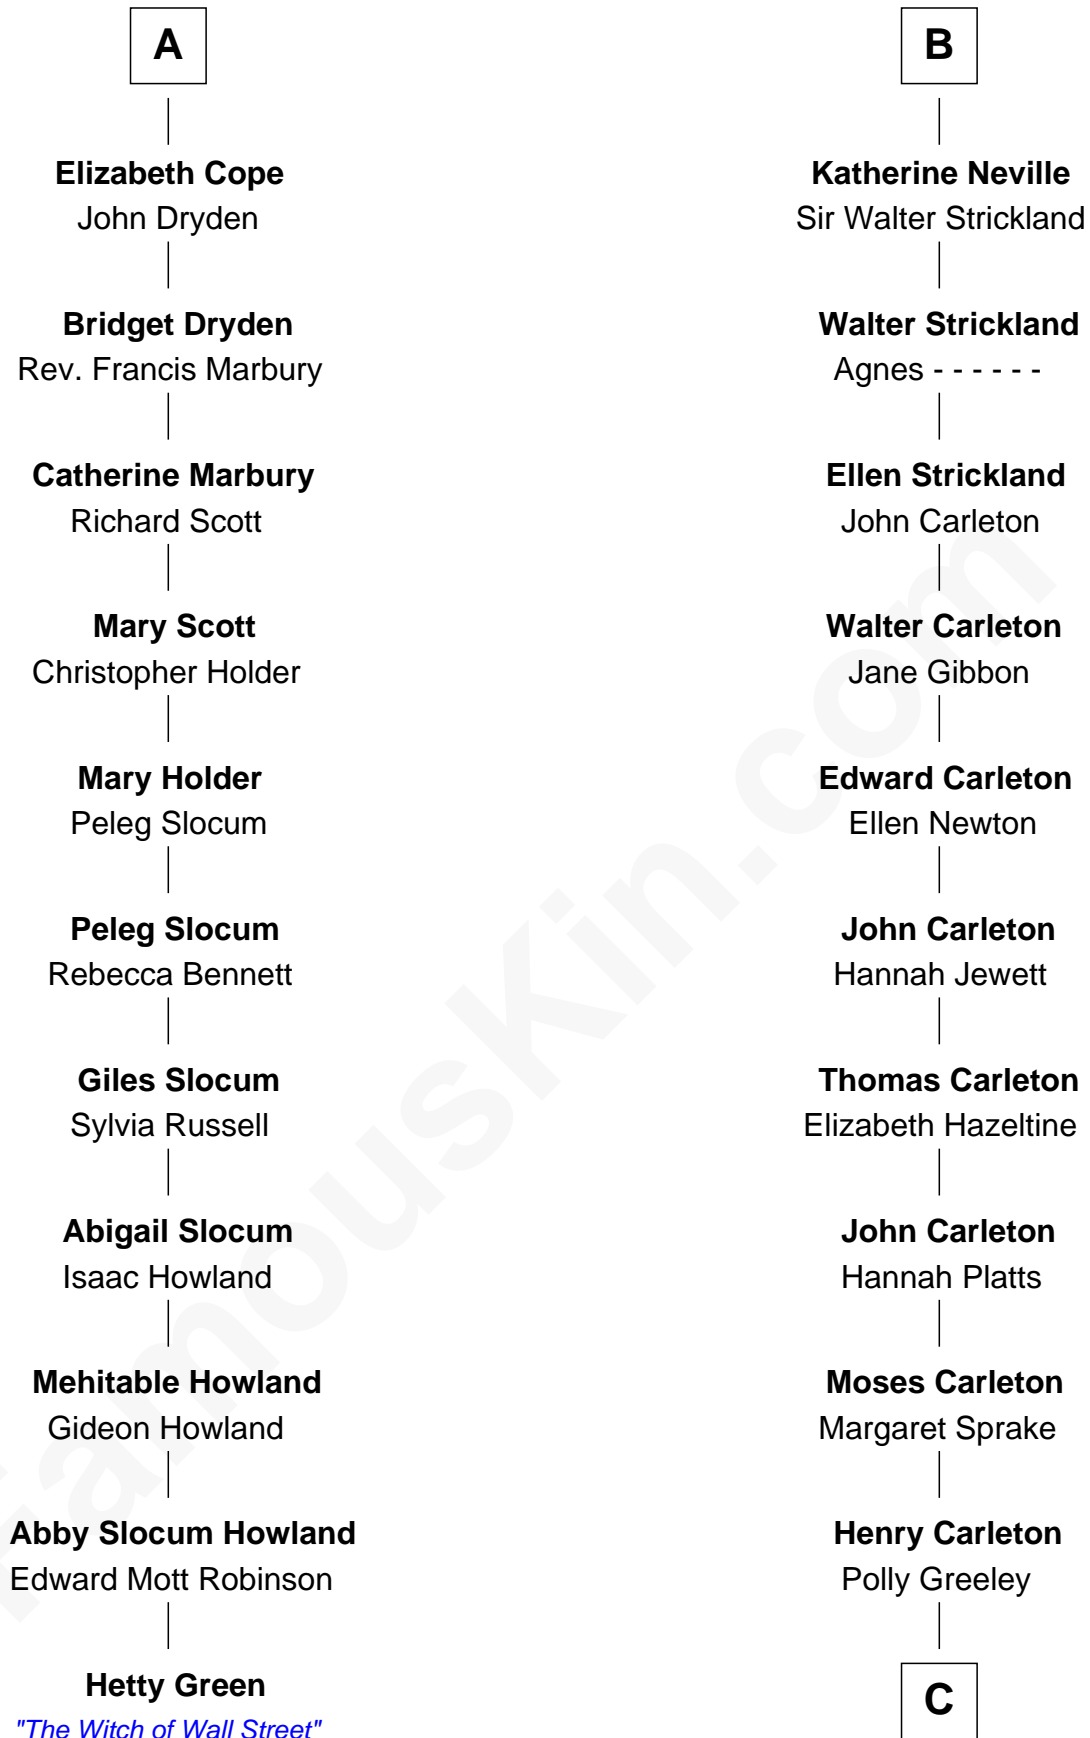 A
Elizabeth Cope
John Dryden
Bridget Dryden
Rev. Francis Marbury
Catherine Marbury
Richard Scott
Mary Scott
Christopher Holder
Mary Holder
Peleg Slocum
Peleg Slocum
Rebecca Bennett
Giles Slocum
Sylvia Russell
Abigail Slocum
Isaac Howland
Mehitable Howland
Gideon Howland
Abby Slocum Howland
Edward Mott Robinson
Hetty Green
"The Witch of Wall Street"
B
Katherine Neville
Sir Walter Strickland
Walter Strickland
Agnes - - - - - -
Ellen Strickland
John Carleton
Walter Carleton
Jane Gibbon
Edward Carleton
Ellen Newton
John Carleton
Hannah Jewett
Thomas Carleton
Elizabeth Hazeltine
John Carleton
Hannah Platts
Moses Carleton
Margaret Sprake
Henry Carleton
Polly Greeley
C
FamousKin.com